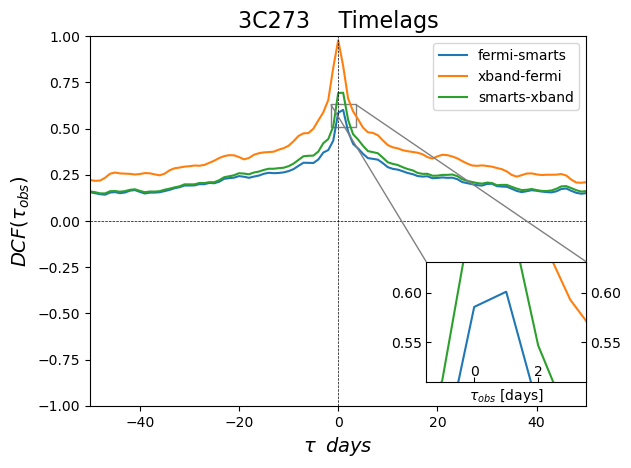 3C273    Timelags
fermi-smarts
xband-fermi
smarts-xband
1.00
0.75
0.50
0.25
0.00
−0.25
−0.50
−0.75
−1.00
DCF(τobs)
0.60
0.55
0.60
0.55
0 2
τobs [days]
−40 −20 0 20 40
τ days